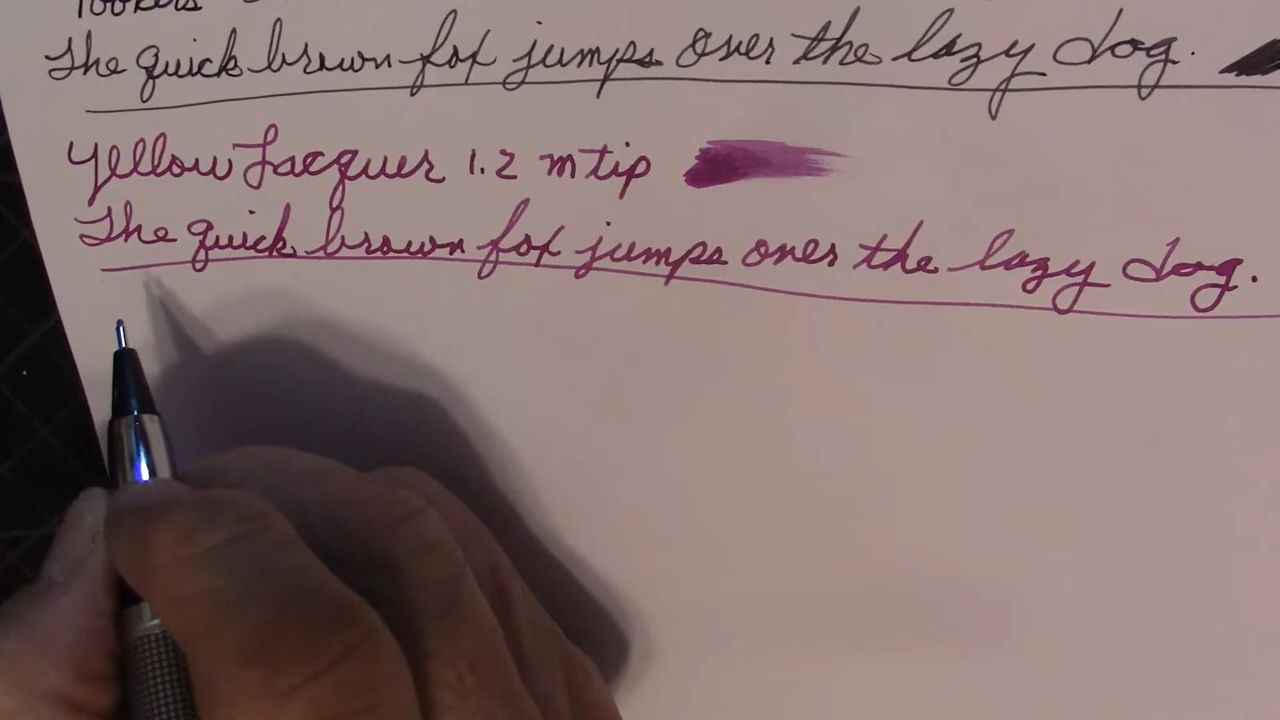 The quick brown fox jumps over the lazy dog.
Yellow Lacquer 1.2 m tip
The quick brown fox jumps over the lazy dog.